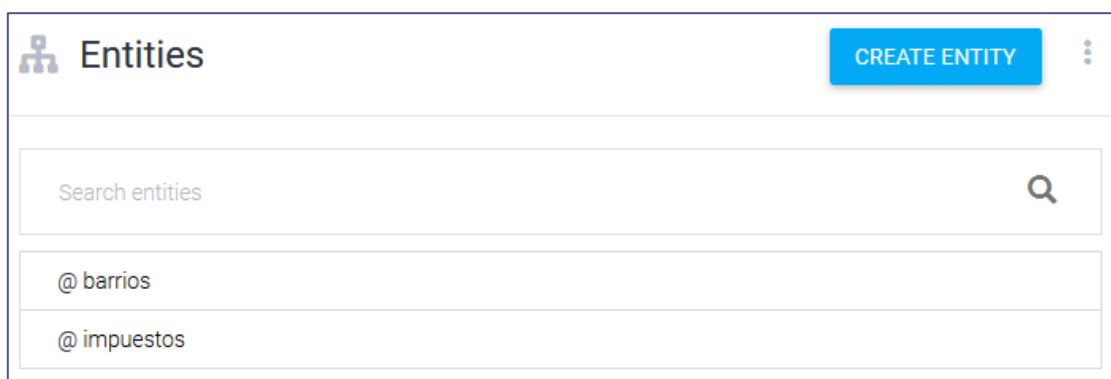 Entities
CREATE ENTITY
Search entities
@ barrios
@ impuestos